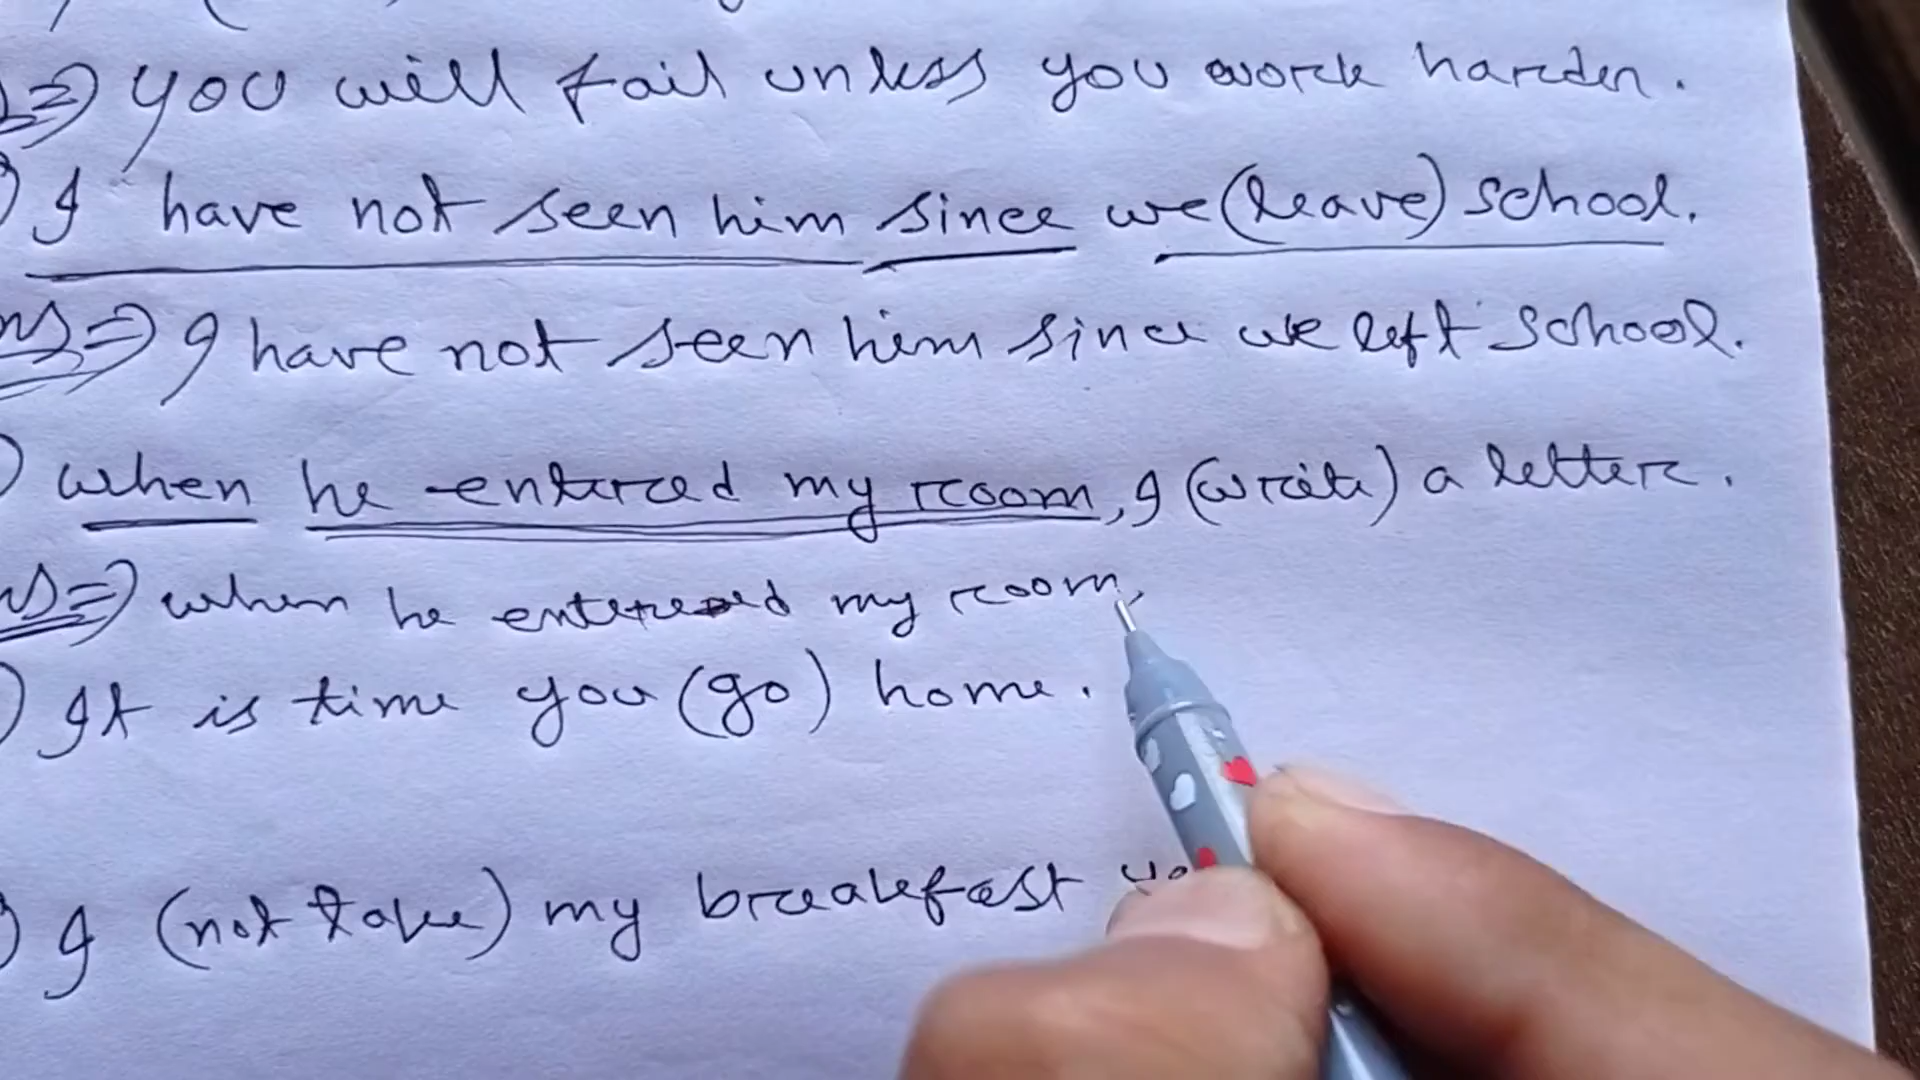 ⇒ you will fail unless you work harder.
) I have not seen him since we (leave) school.
ns ⇒ I have not seen him since we left school.
) when he entered my room, I (write) a letter.
ns ⇒ when he entered my room,
) It is time you (go) home.
) I (not take) my breakfast